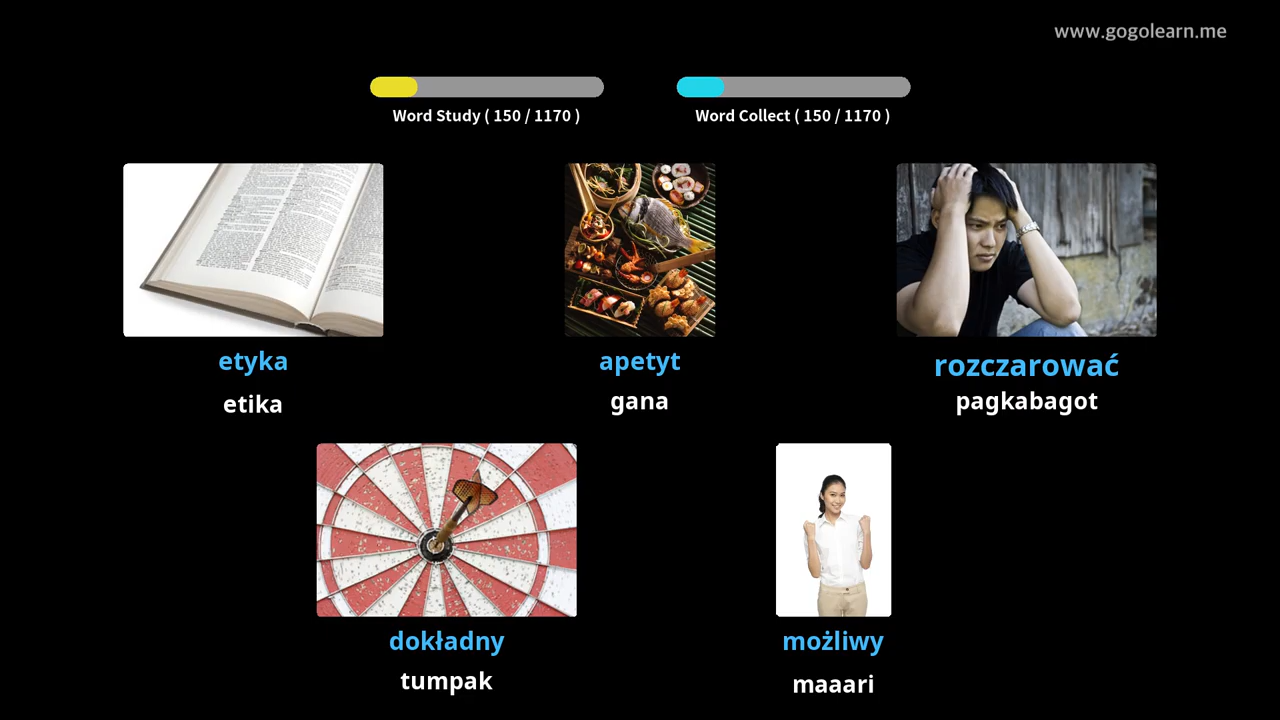 www.gogolearn.me
Word Study ( 150 / 1170 )
Word Collect ( 150 / 1170 )
etyka
apetyt
rozczarować
etika
gana
pagkabagot
dokładny
możliwy
tumpak
maaari